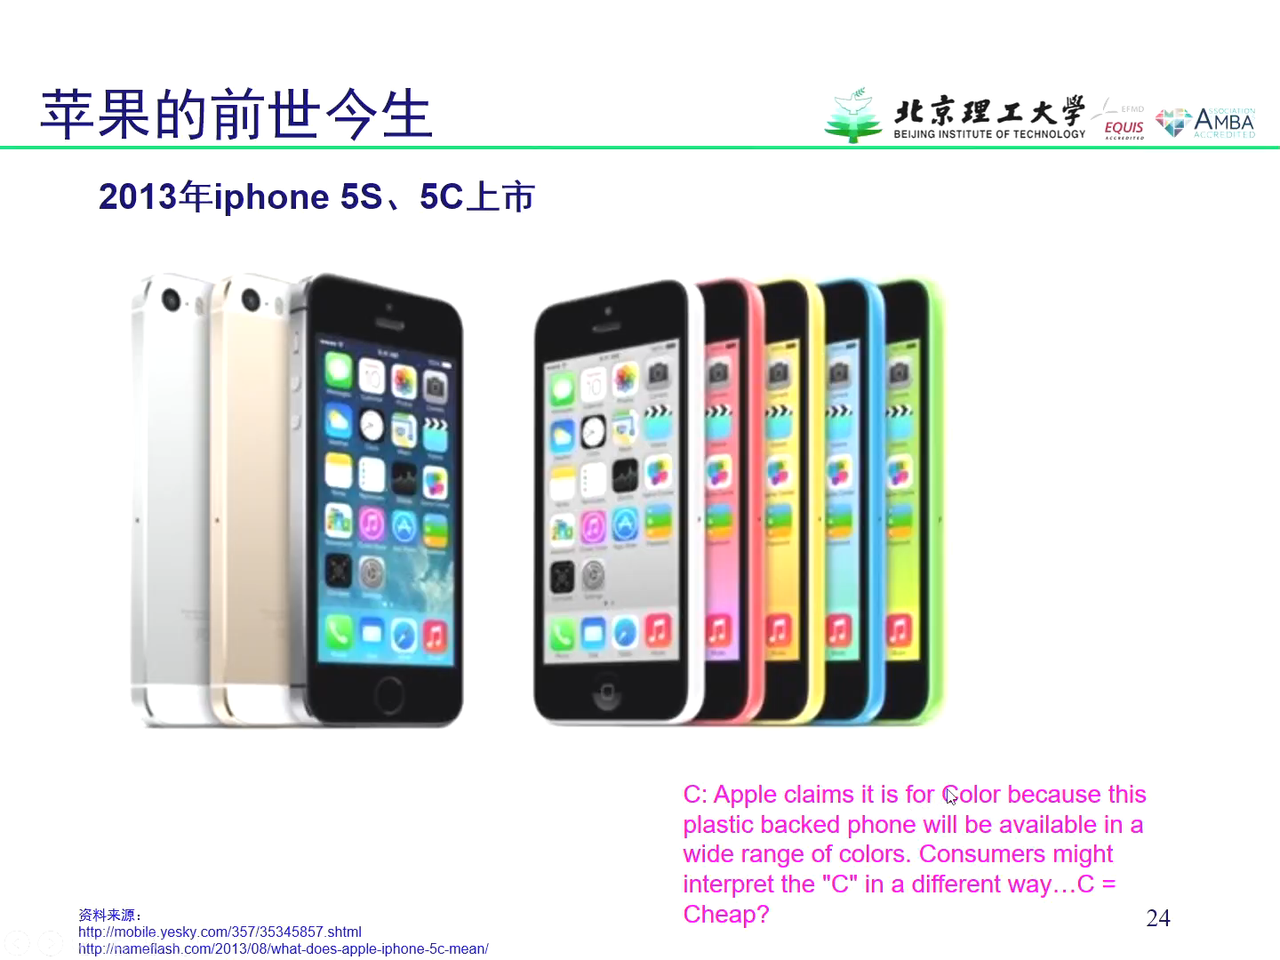 苹果的前世今生
北京理工大学
BEIJING INSTITUTE OF TECHNOLOGY
EFMD
EQUIS
ACCREDITED
ASSOCIATION
AMBA
ACCREDITED
2013年iphone 5S、5C上市
C: Apple claims it is for Color because this
plastic backed phone will be available in a
wide range of colors. Consumers might
interpret the "C" in a different way…C =
Cheap?
资料来源:
http://mobile.yesky.com/357/35345857.shtml
http://nameflash.com/2013/08/what-does-apple-iphone-5c-mean/
24